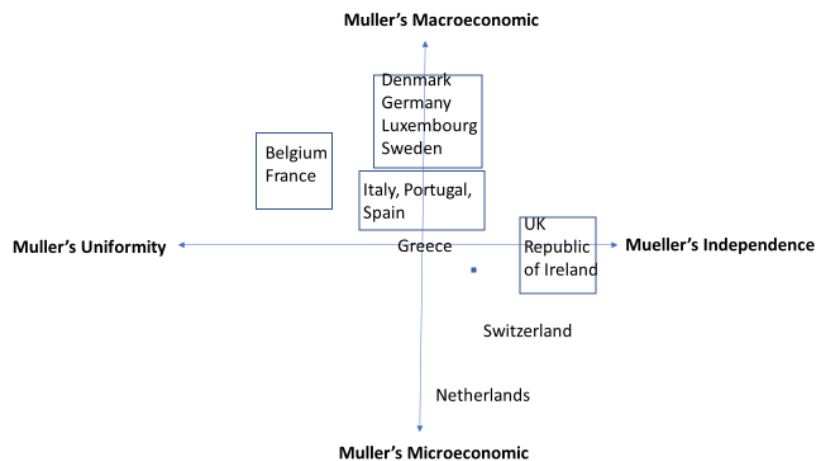 Muller's Macroeconomic
Denmark
Germany
Luxembourg
Sweden
Belgium
France
Italy, Portugal,
Spain
UK
Republic
of Ireland
Muller's Uniformity
Greece
Mueller's Independence
Switzerland
Netherlands
Muller's Microeconomic